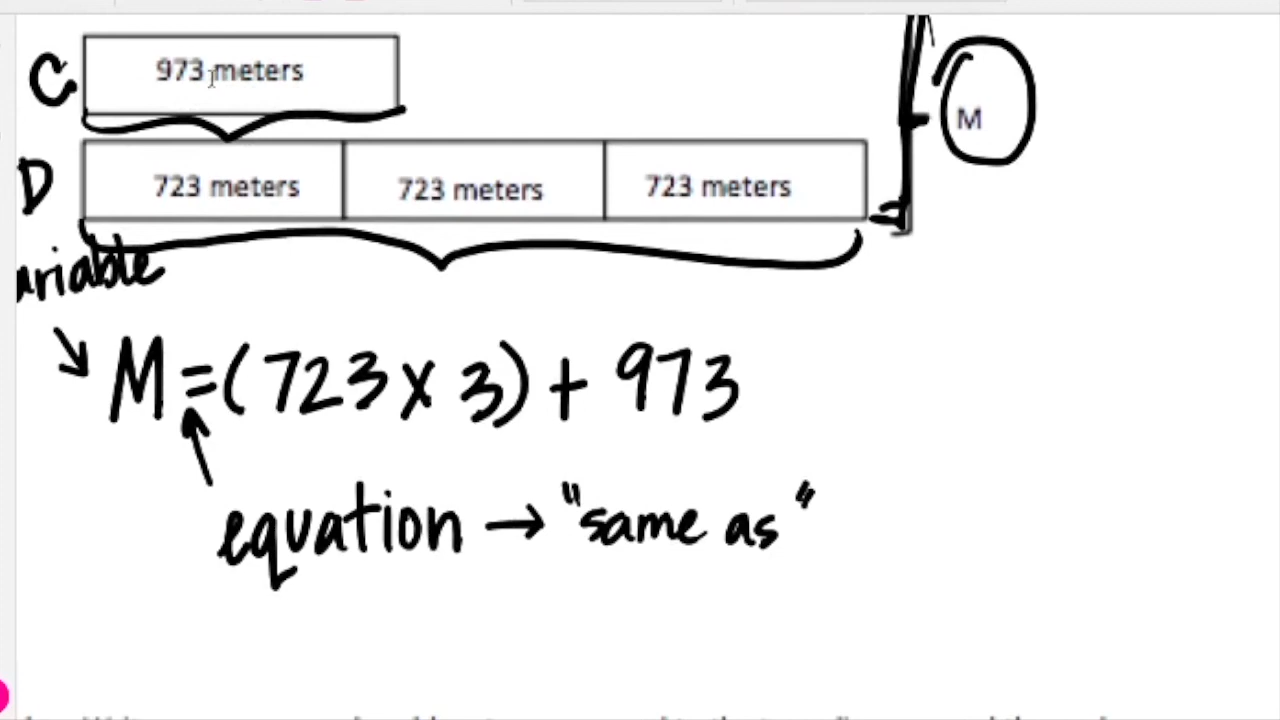 C 973 meters
M
D 723 meters 723 meters 723 meters
ariable
M = (723 x 3) + 973
equation → "same as"